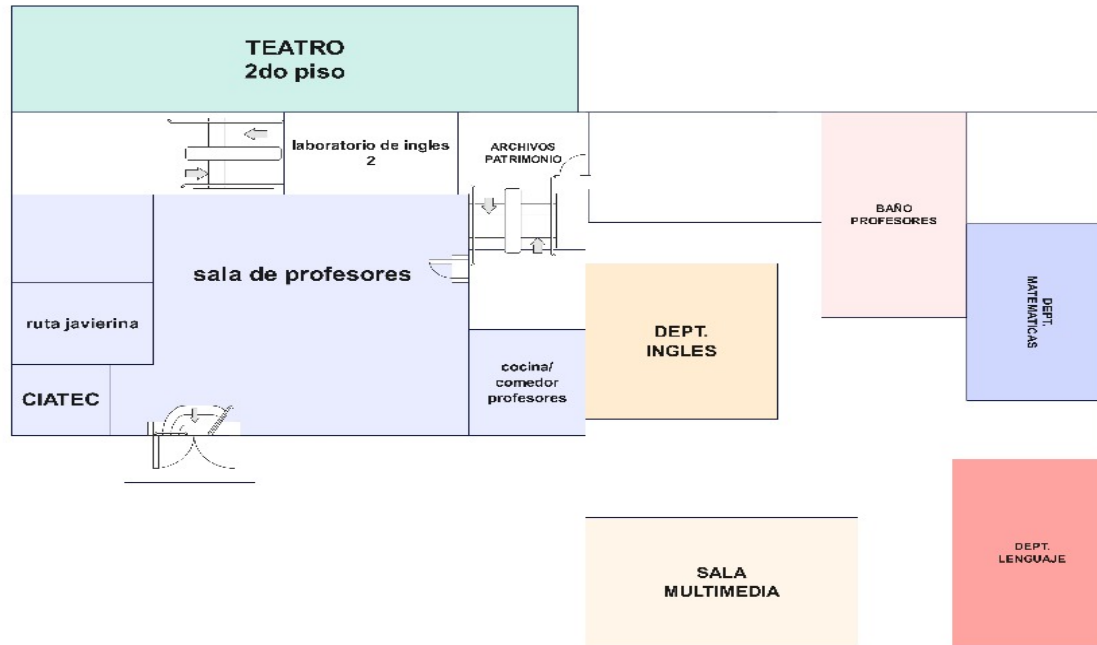 TEATRO
2do piso
laboratorio de ingles
2
ARCHIVOS
PATRIMONIO
BAÑO
PROFESORES
sala de profesores
DEPT.
MATEMATICAS
ruta javierina
DEPT.
INGLES
cocina/
comedor
profesores
CIATEC
DEPT.
LENGUAJE
SALA
MULTIMEDIA